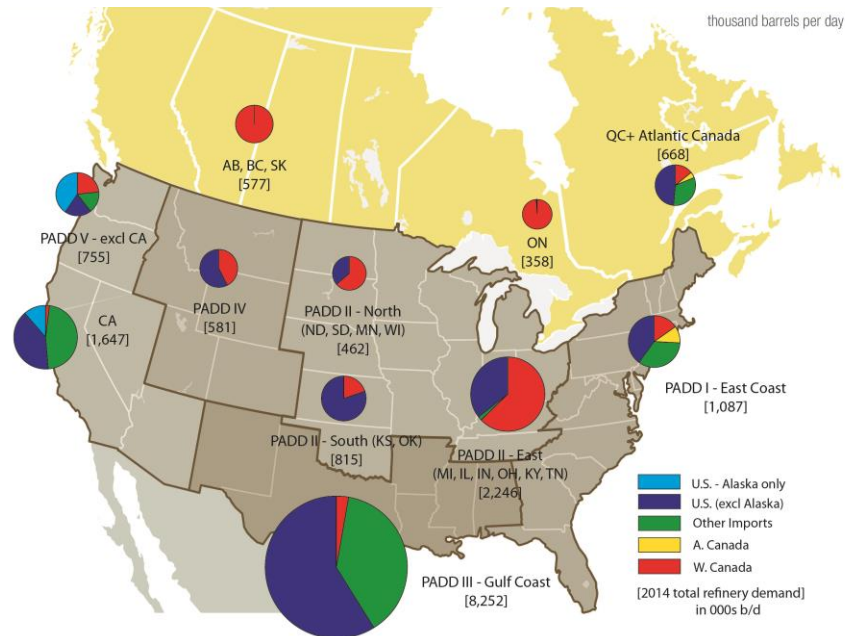 thousand barrels per day
QC+ Atlantic Canada
[668]
AB, BC, SK
[577]
ON
[358]
PADD V - excl CA
[755]
PADD IV
[581]
PADD II - North
(ND, SD, MN, WI)
[462]
CA
[1,647]
PADD I - East Coast
[1,087]
PADD II - South (KS, OK)
[815]
PADD II - East
(MI, IL, IN, OH, KY, TN)
[2,246]
PADD III - Gulf Coast
[8,252]
U.S. - Alaska only
U.S. (excl Alaska)
Other Imports
A. Canada
W. Canada
[2014 total refinery demand]
in 000s b/d